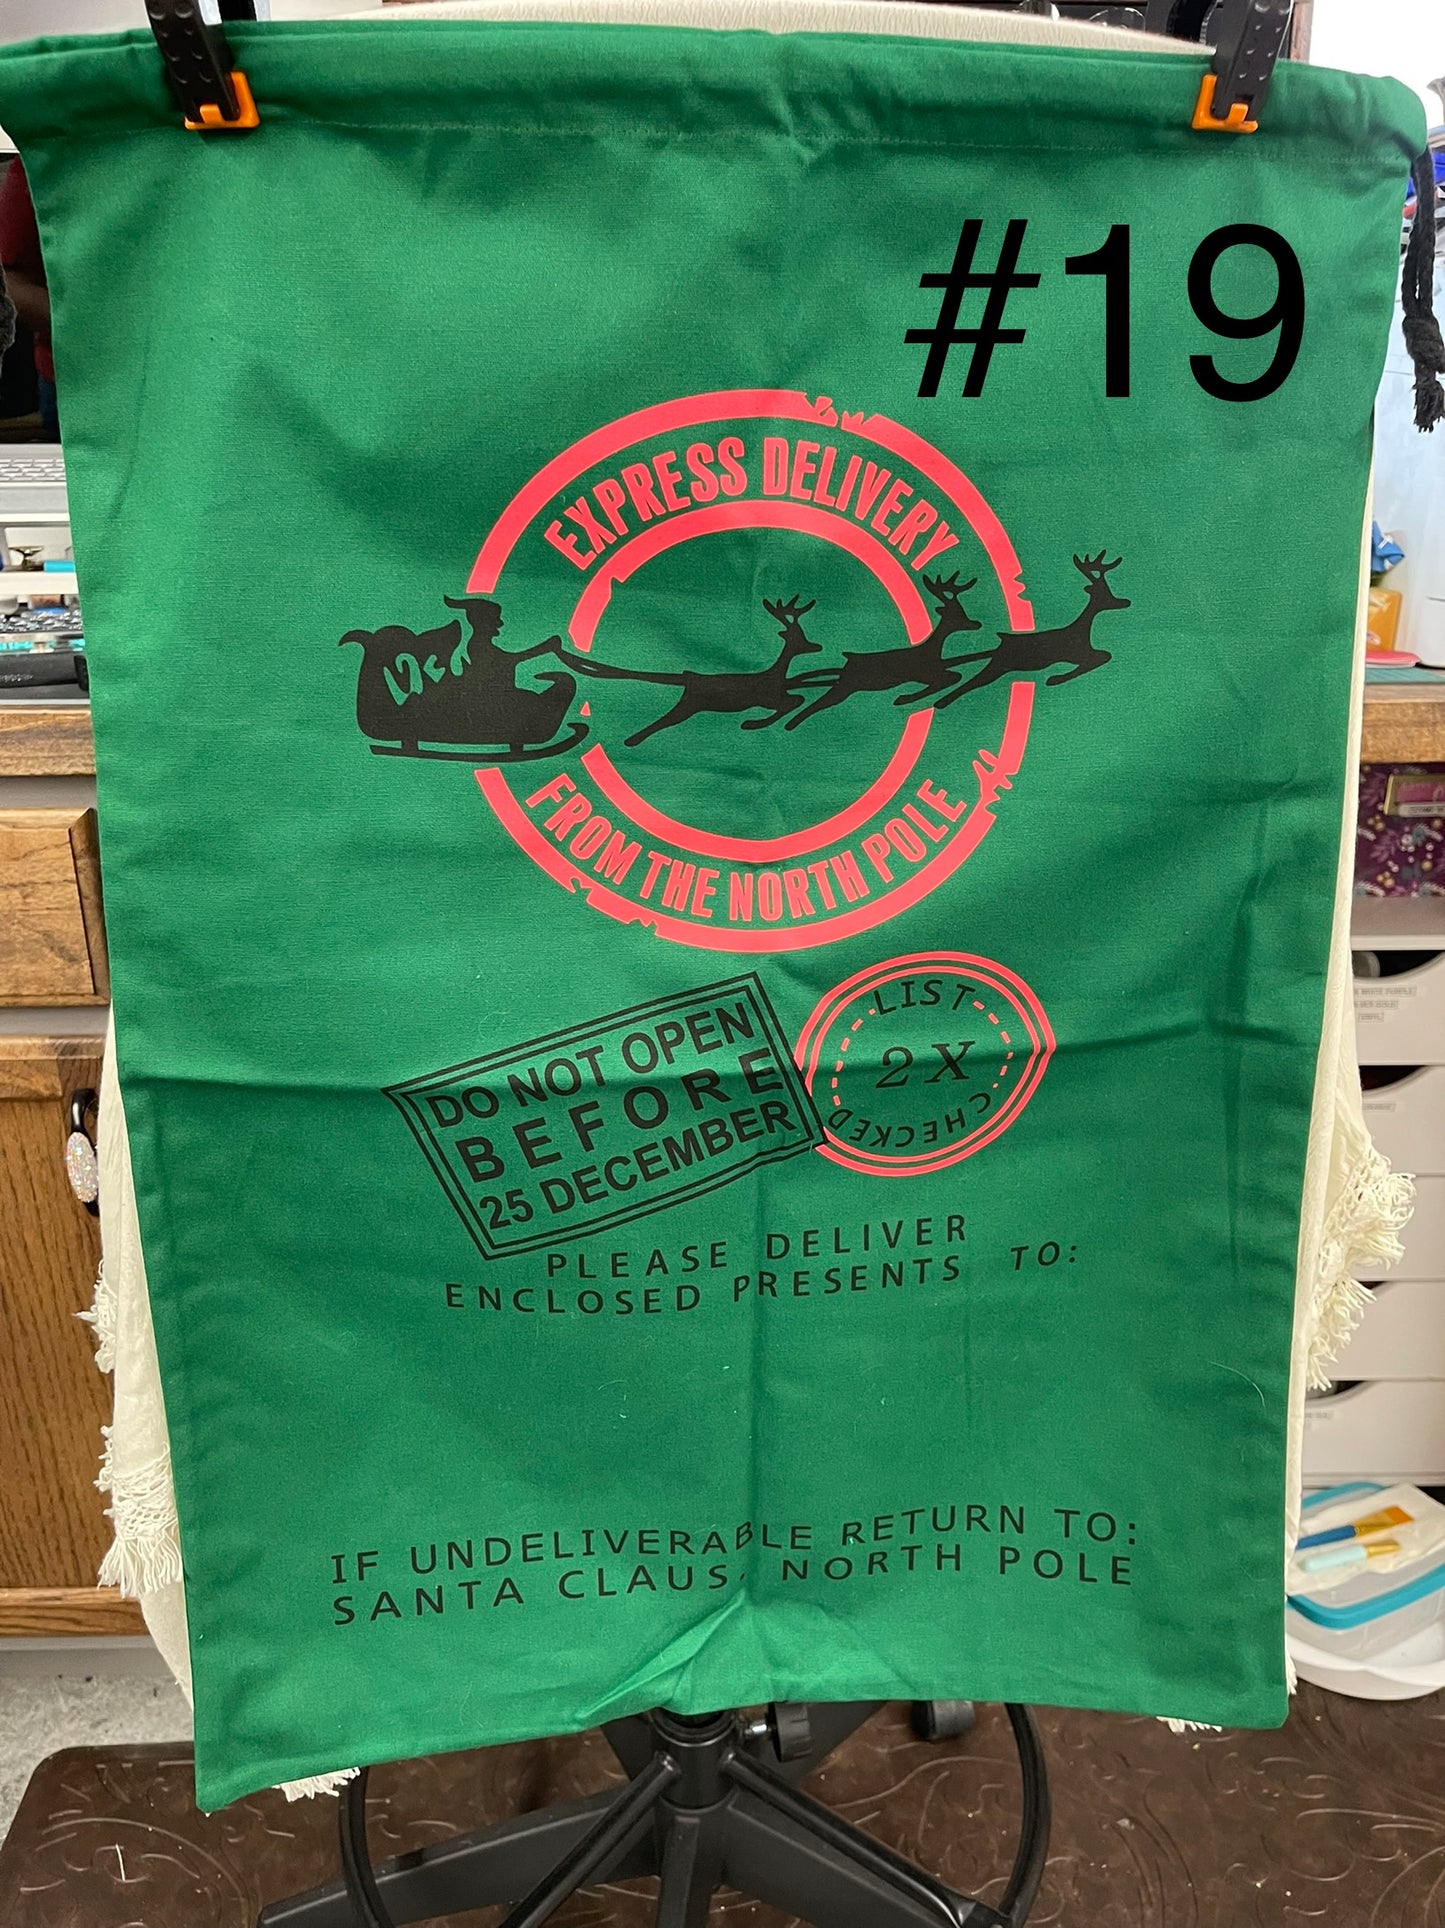 #19
EXPRESS DELIVERY
FROM THE NORTH POLE
DO NOT OPEN
BEFORE
25 DECEMBER
LIST
2X
CHECKED
PLEASE DELIVER
ENCLOSED PRESENTS TO:
IF UNDELIVERABLE RETURN TO:
SANTA CLAUS, NORTH POLE